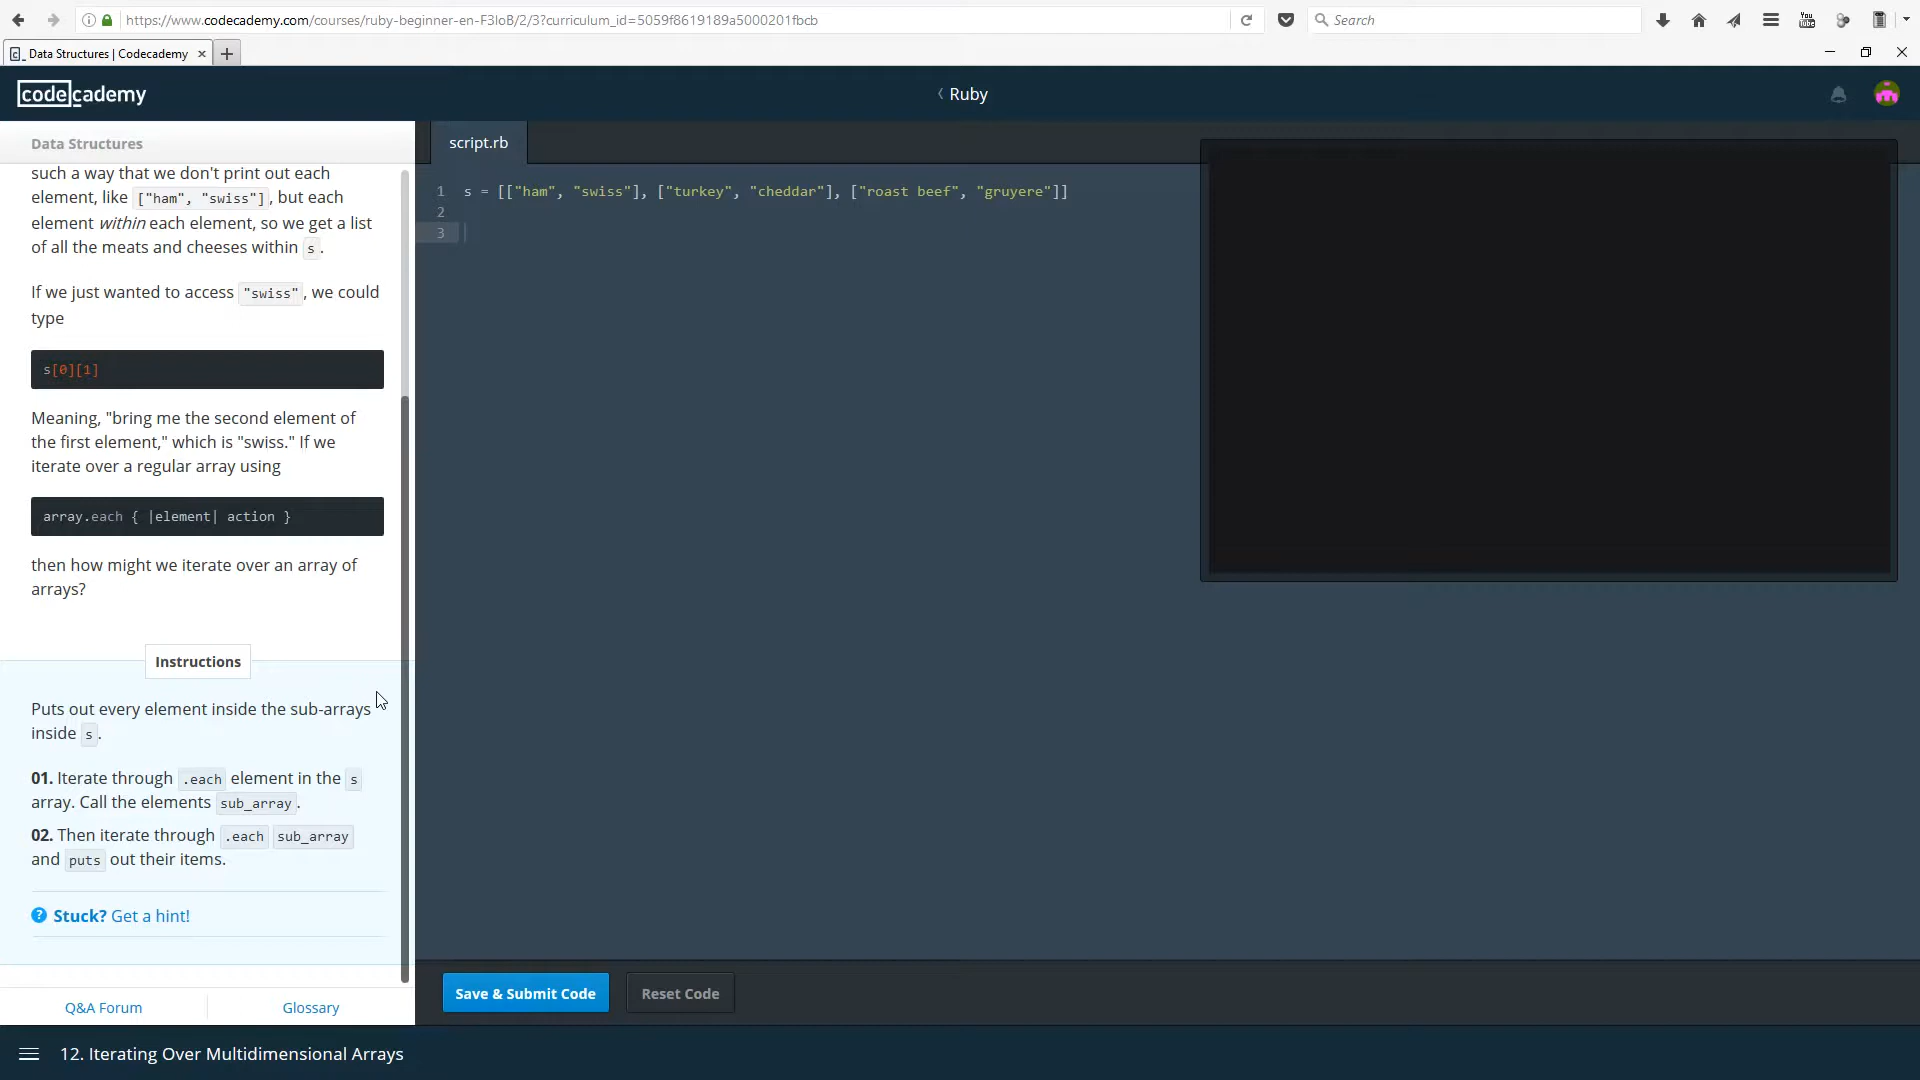 https://www.codecademy.com/courses/ruby-beginner-en-F3loB/2/3?curriculum_id=5059f8619189a5000201fbcb
Search
Data Structures | Codecademy
codecademy
Ruby
Data Structures
such a way that we don't print out each
element, like ["ham", "swiss"], but each
element within each element, so we get a list
of all the meats and cheeses within s.
If we just wanted to access "swiss", we could
type
s[0][1]
Meaning, "bring me the second element of
the first element," which is "swiss." If we
iterate over a regular array using
array.each { |element| action }
then how might we iterate over an array of
arrays?
Instructions
Puts out every element inside the sub-arrays
inside s.
01. Iterate through .each element in the s
array. Call the elements sub_array.
02. Then iterate through .each sub_array
and puts out their items.
? Stuck? Get a hint!
Q&A Forum
Glossary
script.rb
1 s = [["ham", "swiss"], ["turkey", "cheddar"], ["roast beef", "gruyere"]]
2
3
Save & Submit Code
Reset Code
12. Iterating Over Multidimensional Arrays